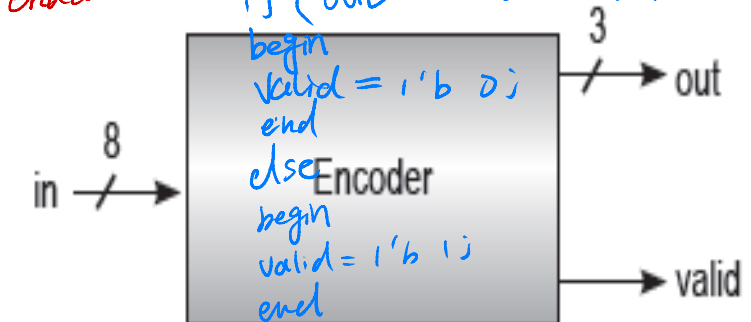 begin
3
valid = 1'b 0;
out
end
8
else
Encoder
in
begin
valid = 1'b 1;
valid
end